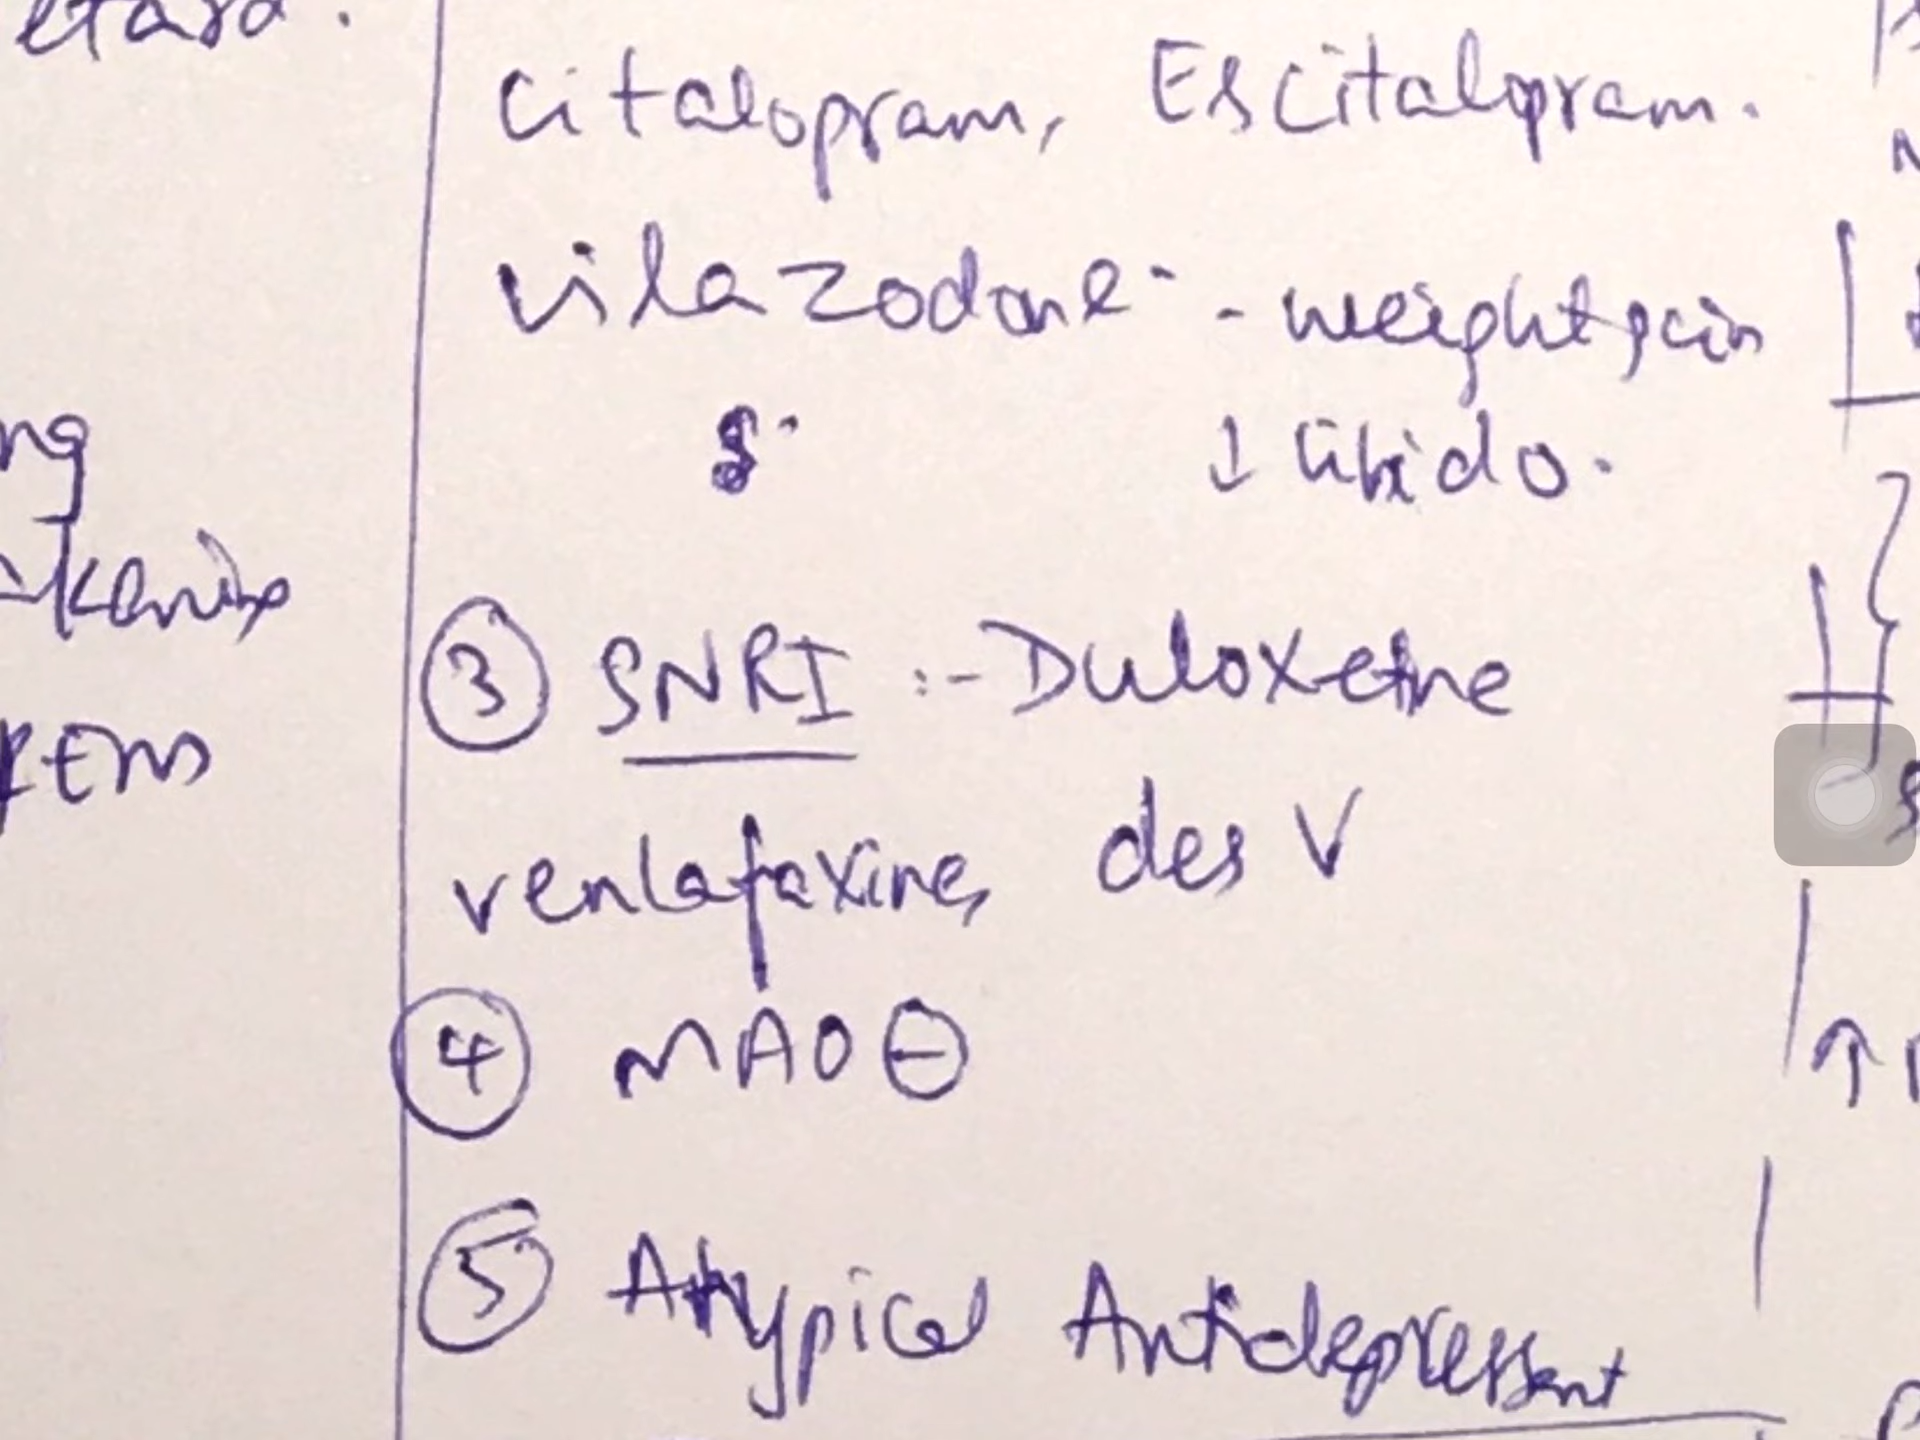 citalopram, Escitalopram.
vilazodone - weight gain
↓ libido.
③ SNRI :- Duloxetine
venlafaxine, des V
④ MAO ⊖
⑤ Atypical Antidepressant